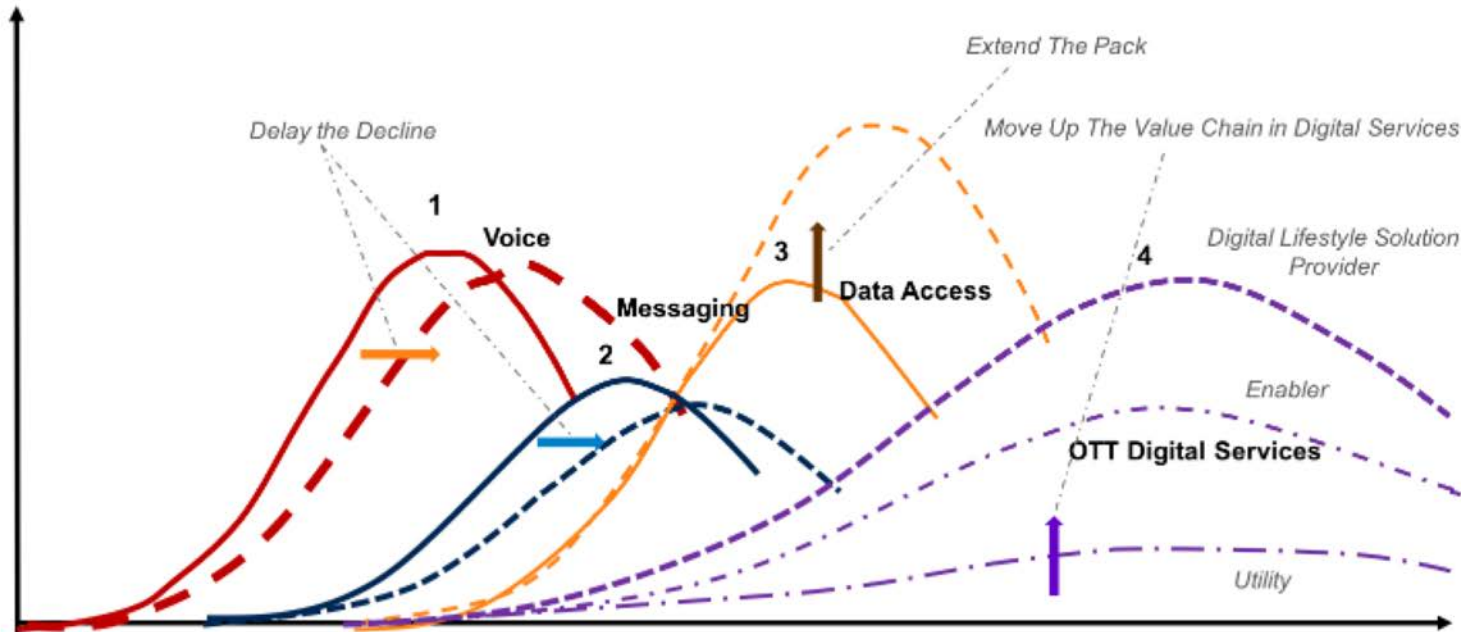 Extend The Pack
Delay the Decline
Move Up The Value Chain in Digital Services
1
Voice
3
4
Digital Lifestyle Solution
Provider
Data Access
Messaging
2
Enabler
OTT Digital Services
Utility